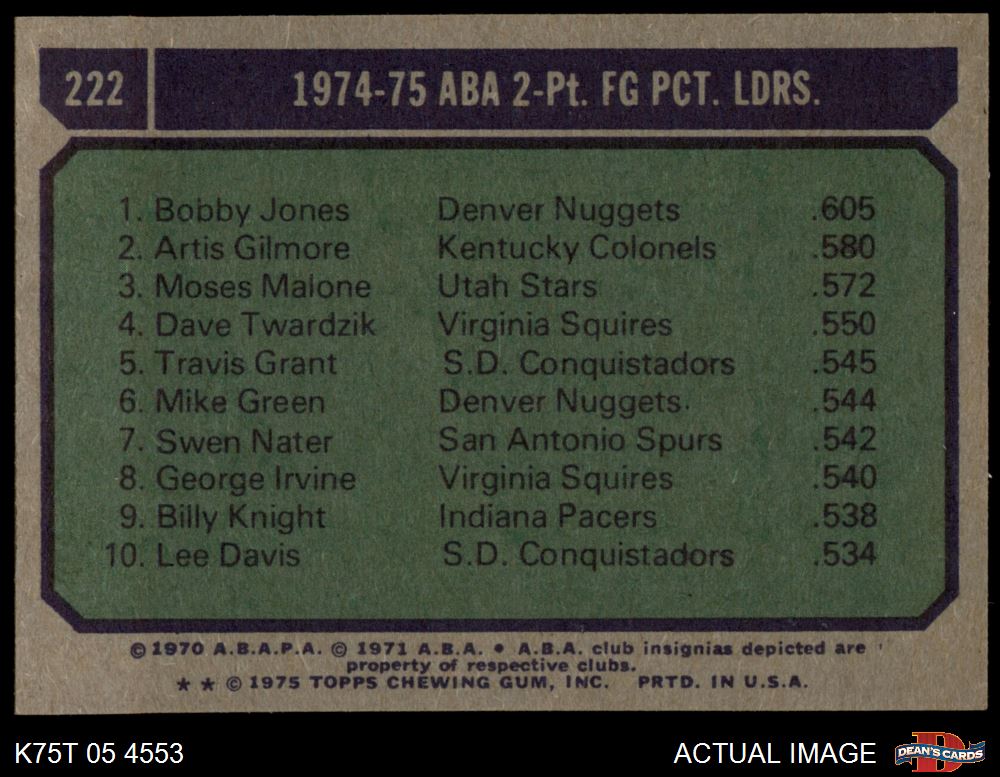 222 1974-75 ABA 2-Pt. FG PCT. LDRS.
1. Bobby Jones Denver Nuggets .605
2. Artis Gilmore Kentucky Colonels .580
3. Moses Malone Utah Stars .572
4. Dave Twardzik Virginia Squires .550
5. Travis Grant S.D. Conquistadors .545
6. Mike Green Denver Nuggets. .544
7. Swen Nater San Antonio Spurs .542
8. George Irvine Virginia Squires .540
9. Billy Knight Indiana Pacers .538
10. Lee Davis S.D. Conquistadors .534
© 1970 A.B.A.P.A. © 1971 A.B.A. • A.B.A. club insignias depicted are
property of respective clubs.
★ ★ © 1975 TOPPS CHEWING GUM, INC. PRTD. IN U.S.A.
K75T 05 4553 ACTUAL IMAGE D DEAN'S CARDS